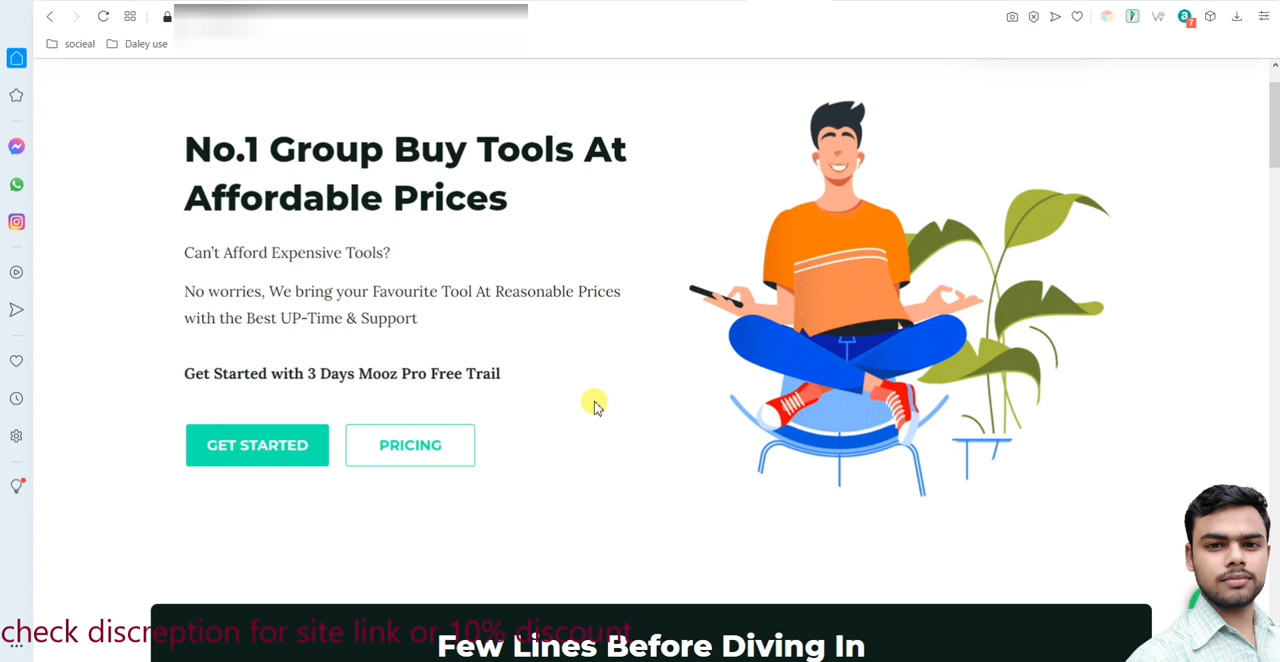 socieal
Daley use
7
No.1 Group Buy Tools At
Affordable Prices
Can't Afford Expensive Tools?
No worries, We bring your Favourite Tool At Reasonable Prices
with the Best UP-Time & Support
Get Started with 3 Days Mooz Pro Free Trail
GET STARTED
PRICING
check discreption for site link or 10% discount
Few Lines Before Diving In